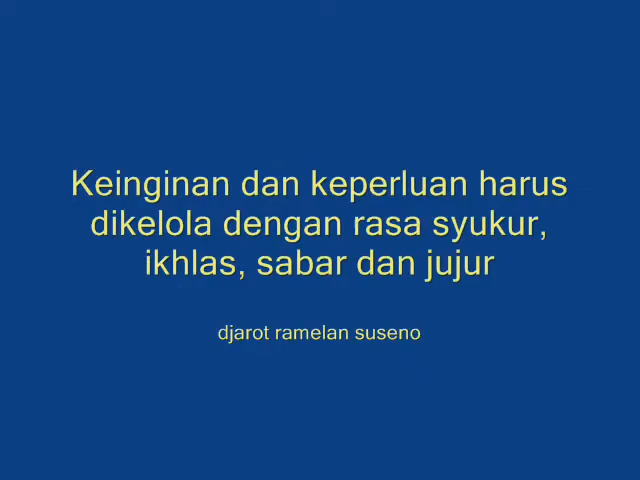 Keinginan dan keperluan harus
dikelola dengan rasa syukur,
ikhlas, sabar dan jujur
djarot ramelan suseno